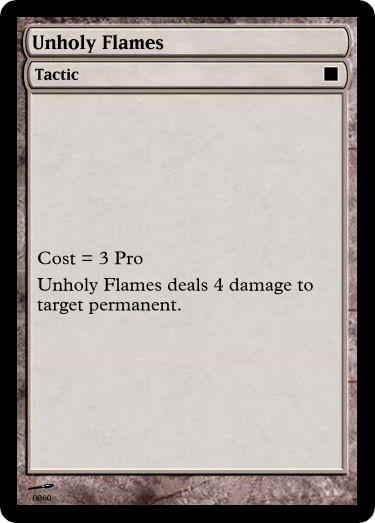 Unholy Flames
Tactic
Cost = 3 Pro
Unholy Flames deals 4 damage to
target permanent.
0060